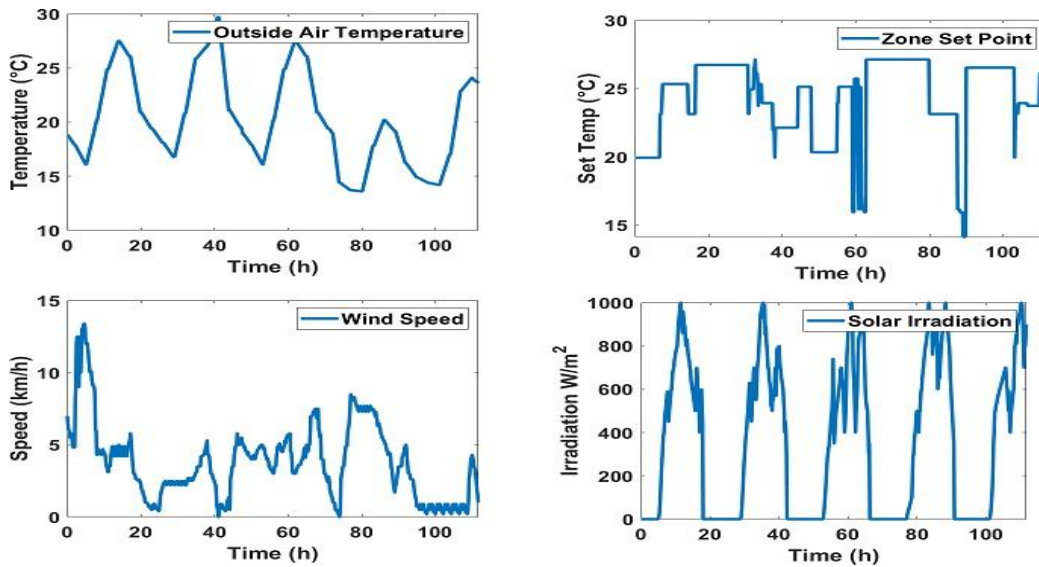 30
25
20
15
10
Temperature (°C)
Outside Air Temperature
0 20 40 60 80 100
Time (h)
30
25
20
15
Set Temp (°C)
Zone Set Point
0 20 40 60 80 100
Time (h)
15
10
5
0
Speed (km/h)
Wind Speed
0 20 40 60 80 100
Time (h)
1000
800
600
400
200
0
Irradiation W/m²
Solar Irradiation
0 20 40 60 80 100
Time (h)